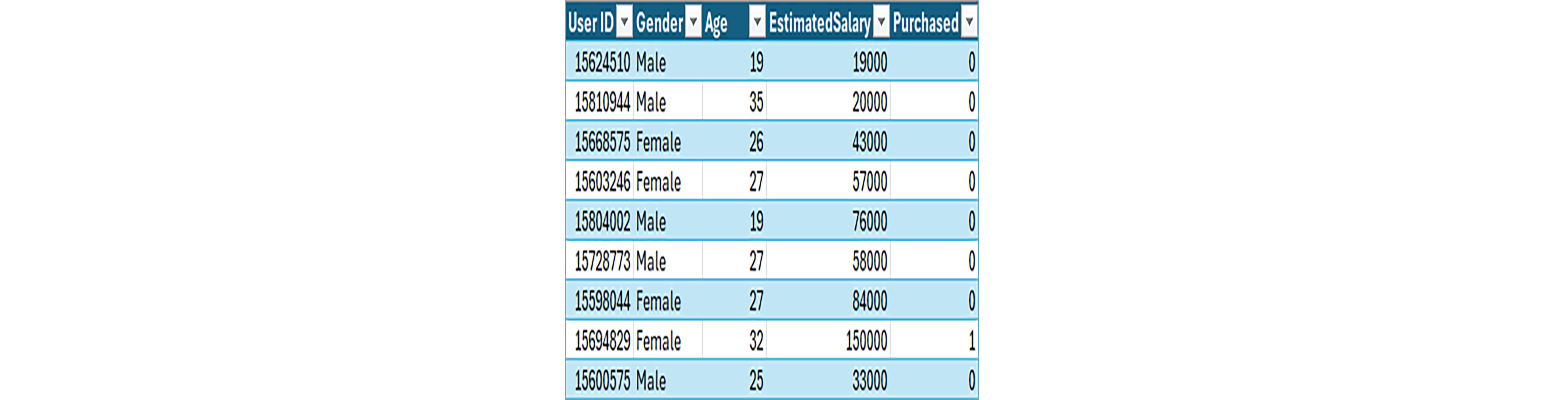 User ID Gender Age EstimatedSalary Purchased
15624510 Male 19 19000 0
15810944 Male 35 20000 0
15668575 Female 26 43000 0
15603246 Female 27 57000 0
15804002 Male 19 76000 0
15728773 Male 27 58000 0
15598044 Female 27 84000 0
15694829 Female 32 150000 1
15600575 Male 25 33000 0